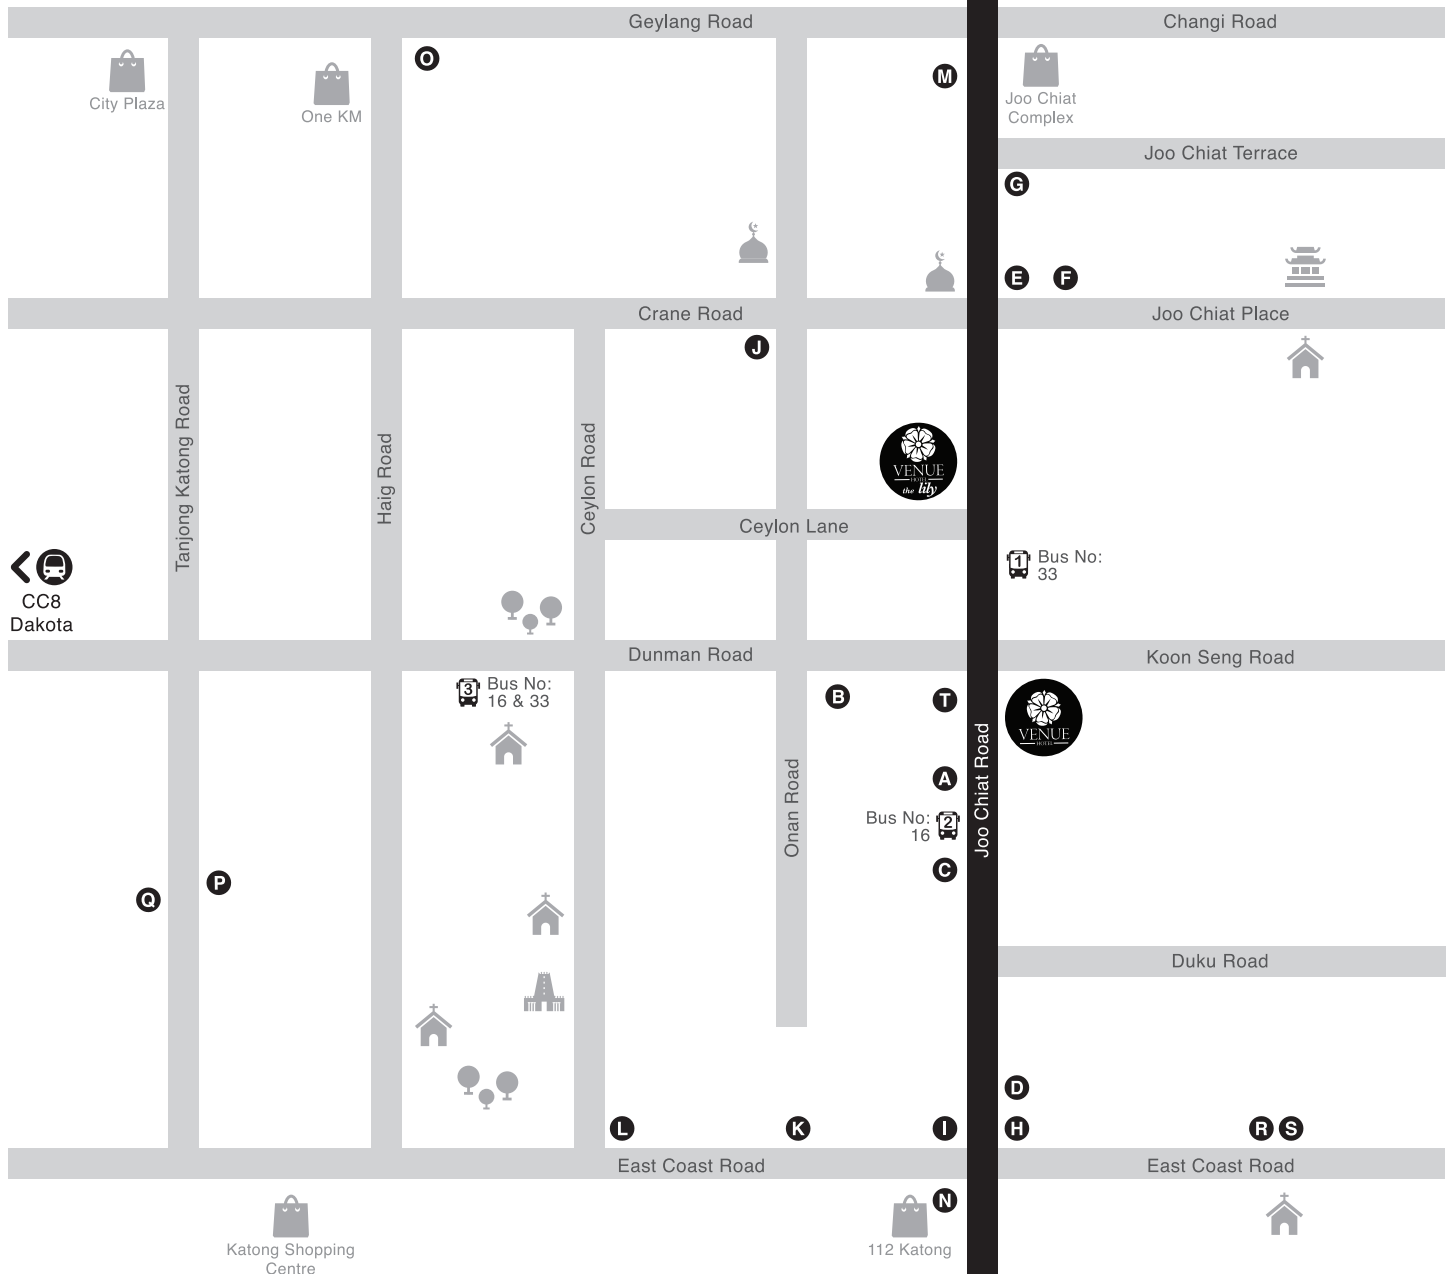 Geylang Road
Changi Road
O
M
City Plaza
One KM
Joo Chiat
Complex
Joo Chiat Terrace
G
E
F
Crane Road
Joo Chiat Place
J
Tanjong Katong Road
Haig Road
Ceylon Road
VENUE
HOTEL
the lily
Ceylon Lane
1
Bus No:
33
CC8
Dakota
Dunman Road
Koon Seng Road
3
Bus No:
16 & 33
B
T
VENUE
HOTEL
Joo Chiat Road
Onan Road
A
Bus No:
16
2
C
P
Q
Duku Road
D
L
K
I
H
R
S
East Coast Road
East Coast Road
N
Katong Shopping
Centre
112 Katong